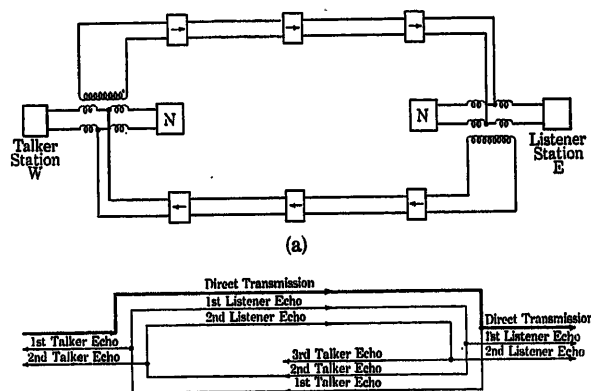 N
N
Talker
Station
W
Listener
Station
E
(a)
Direct Transmission
1st Listener Echo
2nd Listener Echo
Direct Transmission
1st Talker Echo
1st Listener Echo
2nd Talker Echo
3rd Talker Echo
2nd Listener Echo
2nd Talker Echo
1st Talker Echo